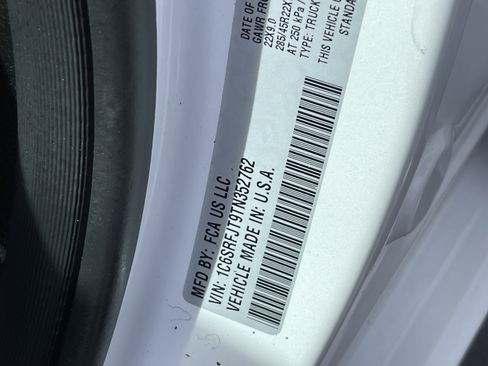 DATE OF
GAWR FRO
22X9.0
285/45R22X
AT 250 kPa /
TYPE: TRUCK
THIS VEHICLE
STANDA
MFD BY: FCA US LLC
VIN: 1C6SRFJT9TN352762
VEHICLE MADE IN: U.S.A.